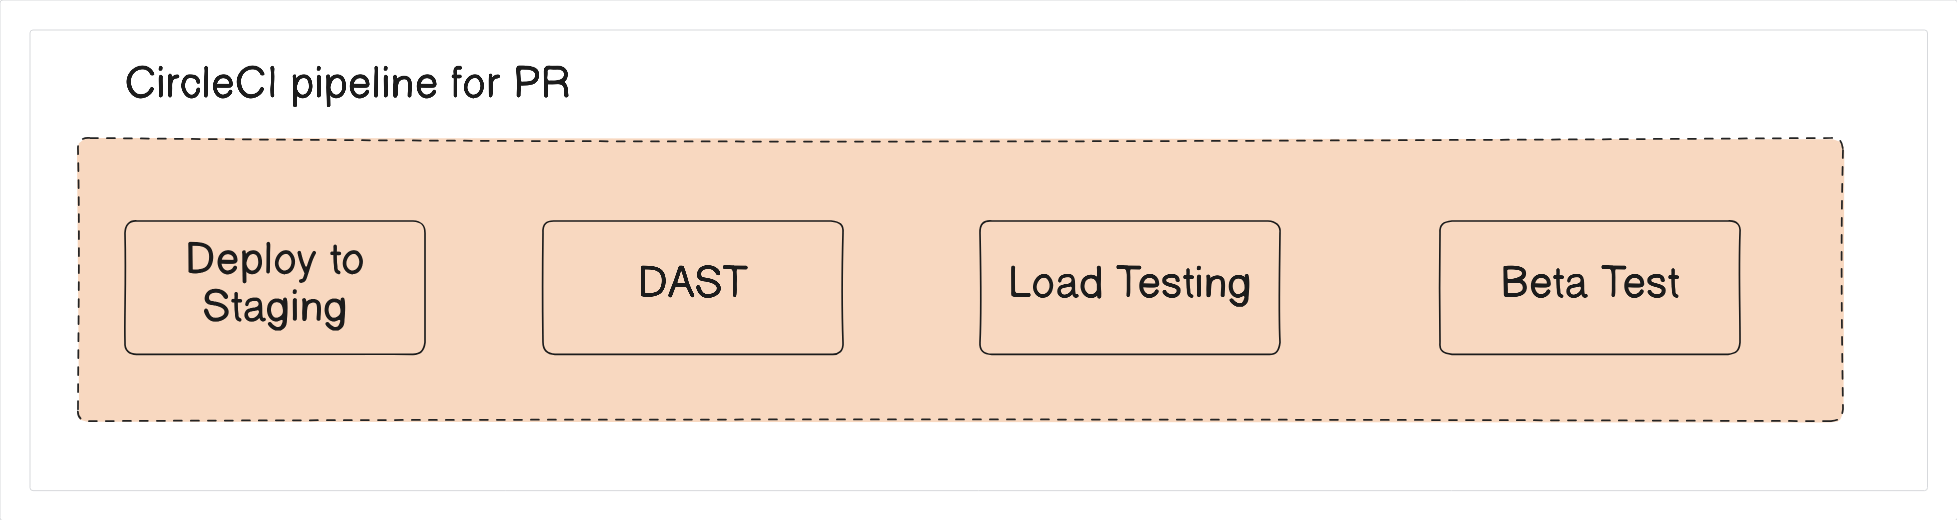 CircleCI pipeline for PR
Deploy to
Staging
DAST
Load Testing
Beta Test